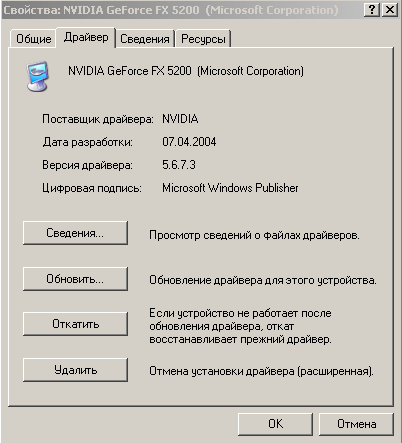 Свойства: NVIDIA GeForce FX 5200 (Microsoft Corporation)
Общие Драйвер Сведения Ресурсы
NVIDIA GeForce FX 5200 (Microsoft Corporation)
Поставщик драйвера: NVIDIA
Дата разработки: 07.04.2004
Версия драйвера: 5.6.7.3
Цифровая подпись: Microsoft Windows Publisher
Сведения... Просмотр сведений о файлах драйверов.
Обновить... Обновление драйвера для этого устройства.
Откатить Если устройство не работает после
обновления драйвера, откат
восстанавливает прежний драйвер.
Удалить Отмена установки драйвера (расширенная).
OK Отмена